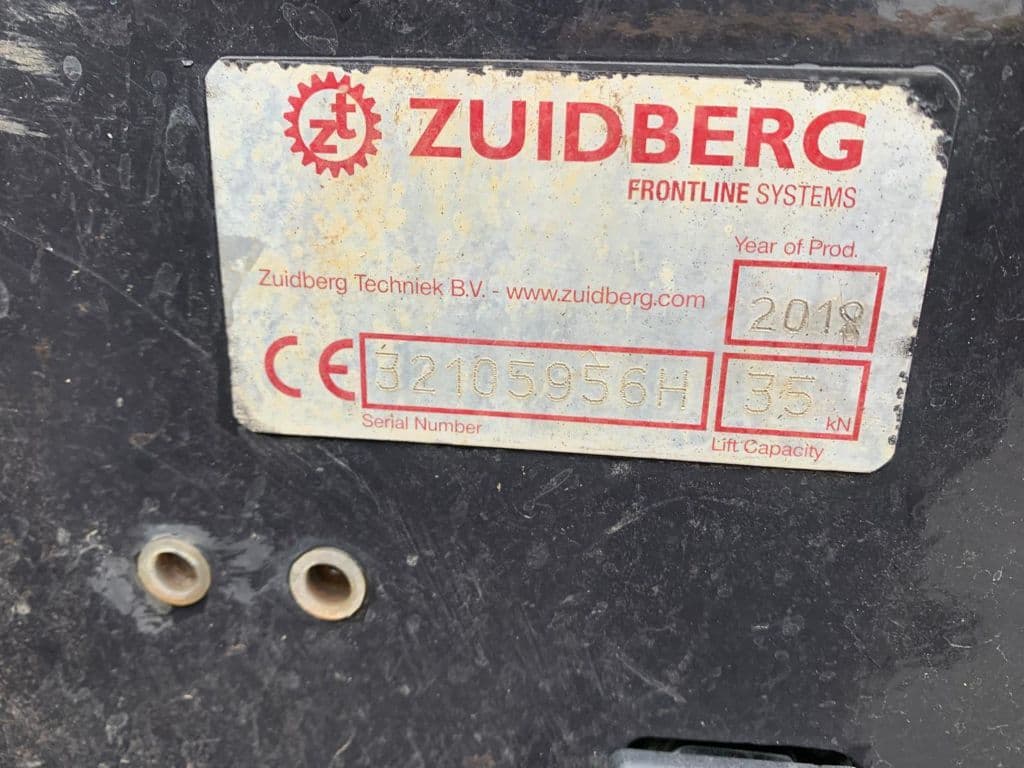 zt ZUIDBERG
FRONTLINE SYSTEMS
Year of Prod.
Zuidberg Techniek B.V. - www.zuidberg.com
CE 32105956H 35 kN
Serial Number
Lift Capacity